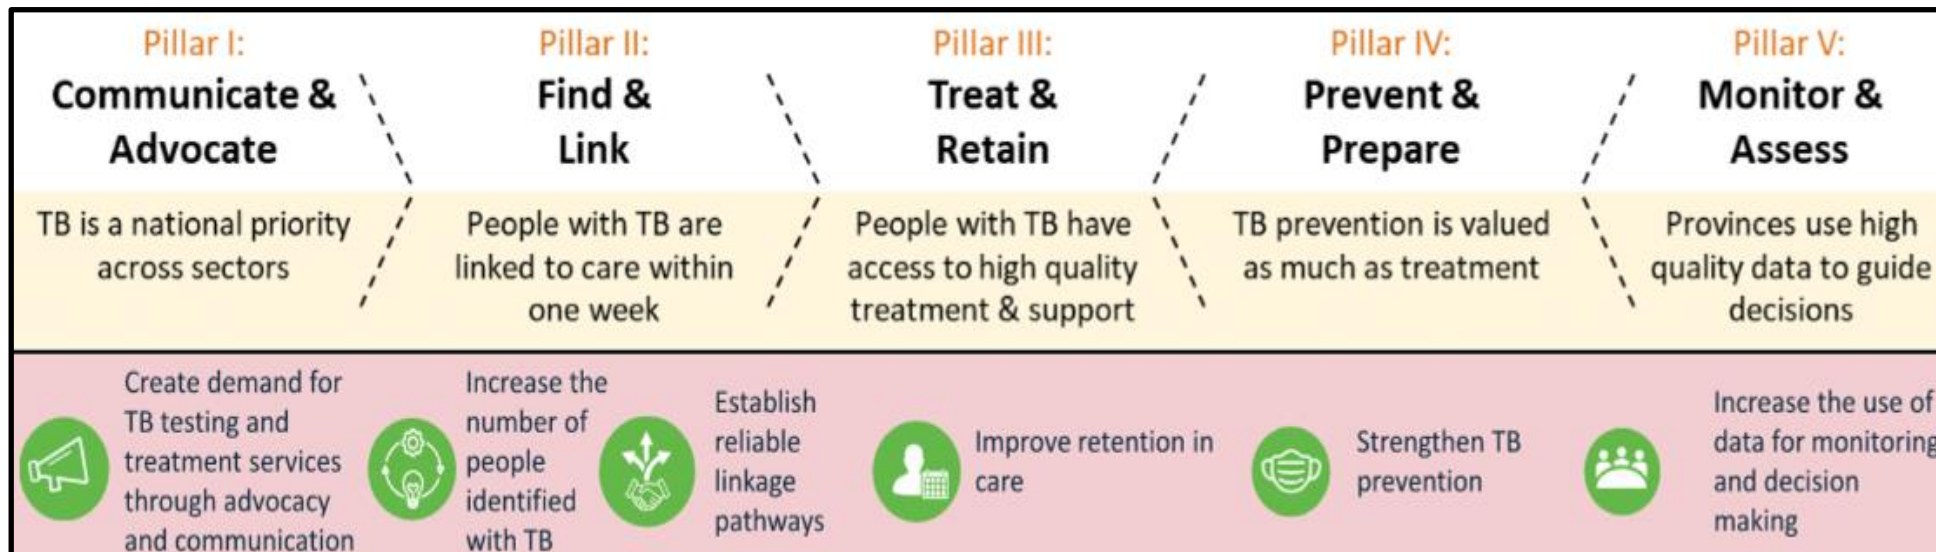 Pillar I:
Communicate &
Advocate
TB is a national priority
across sectors
Pillar II:
Find &
Link
People with TB are
linked to care within
one week
Pillar III:
Treat &
Retain
People with TB have
access to high quality
treatment & support
Pillar IV:
Prevent &
Prepare
TB prevention is valued
as much as treatment
Pillar V:
Monitor &
Assess
Provinces use high
quality data to guide
decisions
Create demand for
TB testing and
treatment services
through advocacy
and communication
Increase the
number of
people
identified
with TB
Establish
reliable
linkage
pathways
Improve retention in
care
Strengthen TB
prevention
Increase the use of
data for monitoring
and decision
making